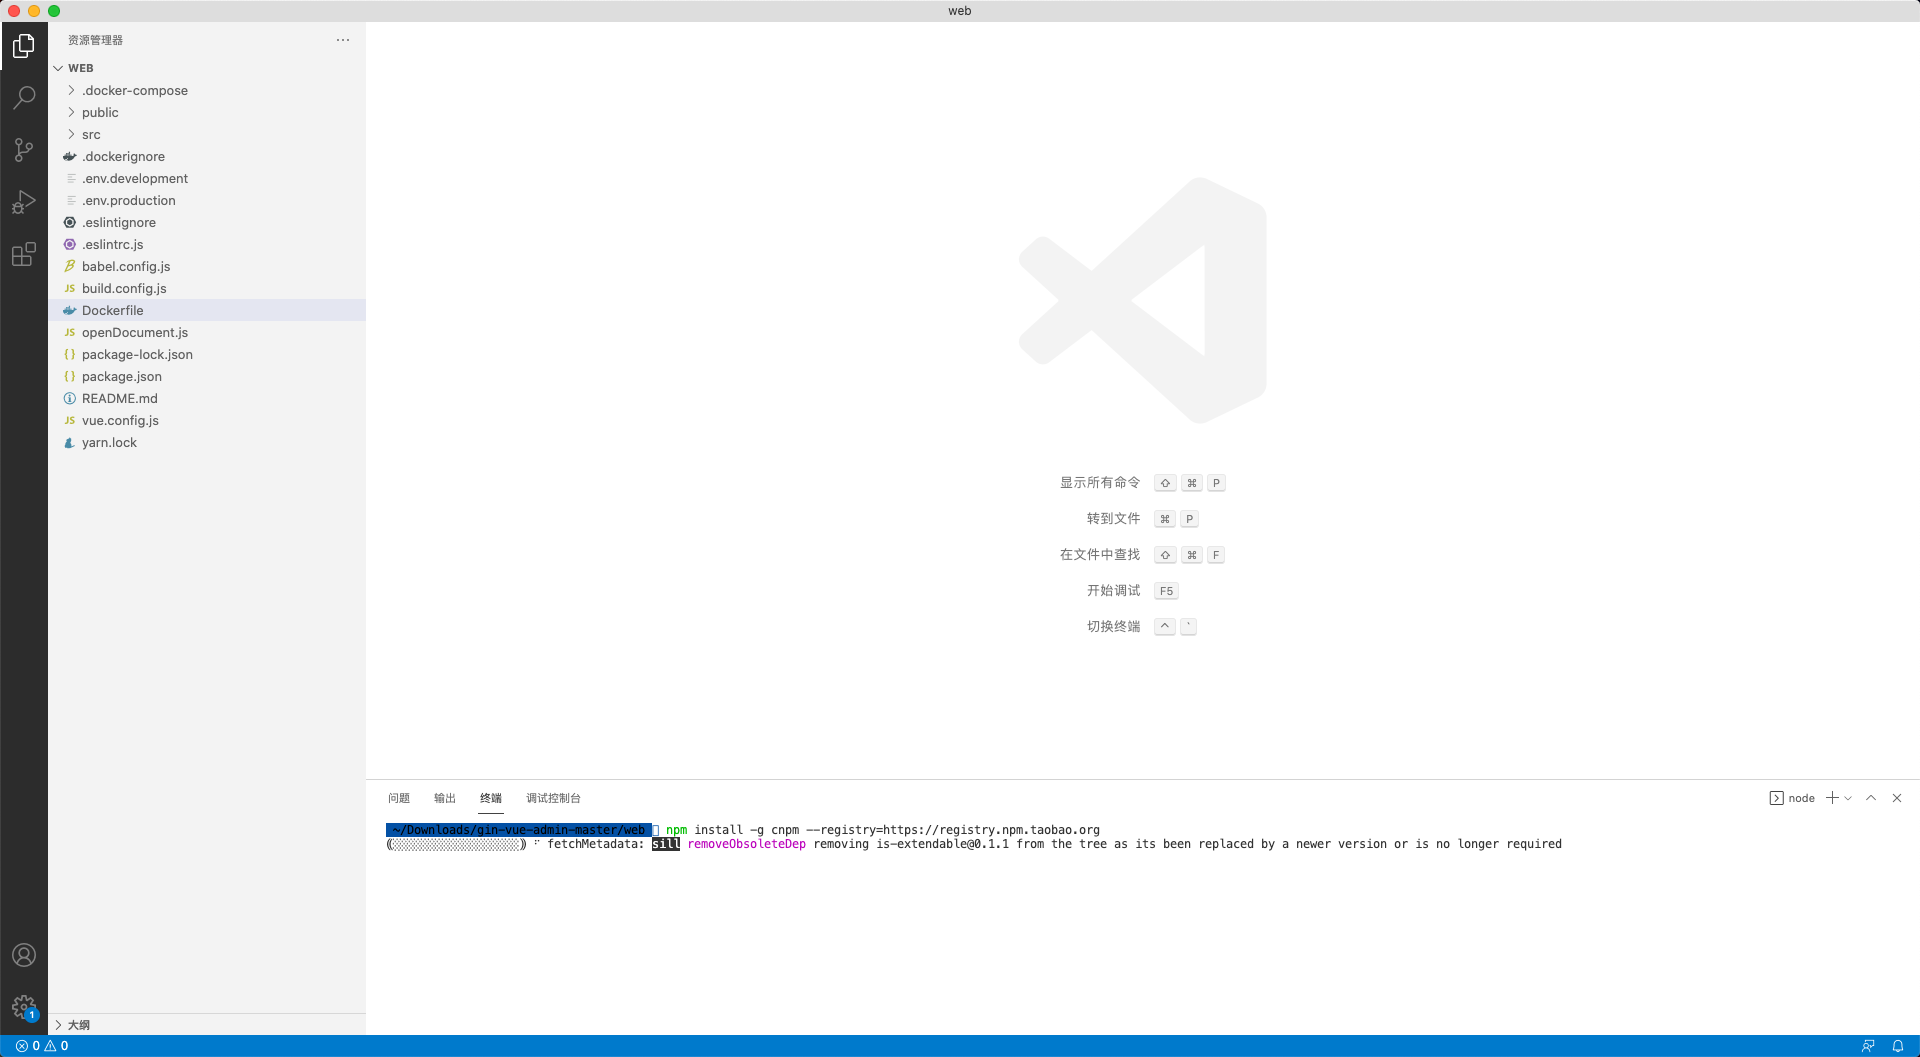 web
资源管理器
WEB
.docker-compose
public
src
.dockerignore
.env.development
.env.production
.eslintignore
.eslintrc.js
babel.config.js
JS build.config.js
Dockerfile
JS openDocument.js
{} package-lock.json
{} package.json
README.md
JS vue.config.js
yarn.lock
显示所有命令 ⇧ ⌘ P
转到文件 ⌘ P
在文件中查找 ⇧ ⌘ F
开始调试 F5
切换终端 ^ `
问题 输出 终端 调试控制台 node
~/Downloads/gin-vue-admin-master/web npm install -g cnpm --registry=https://registry.npm.taobao.org
(░░░░░░░░░░░░░░░░░░) ⠋ fetchMetadata: sill removeObsoleteDep removing is-extendable@0.1.1 from the tree as its been replaced by a newer version or is no longer required
1
大纲
0 0